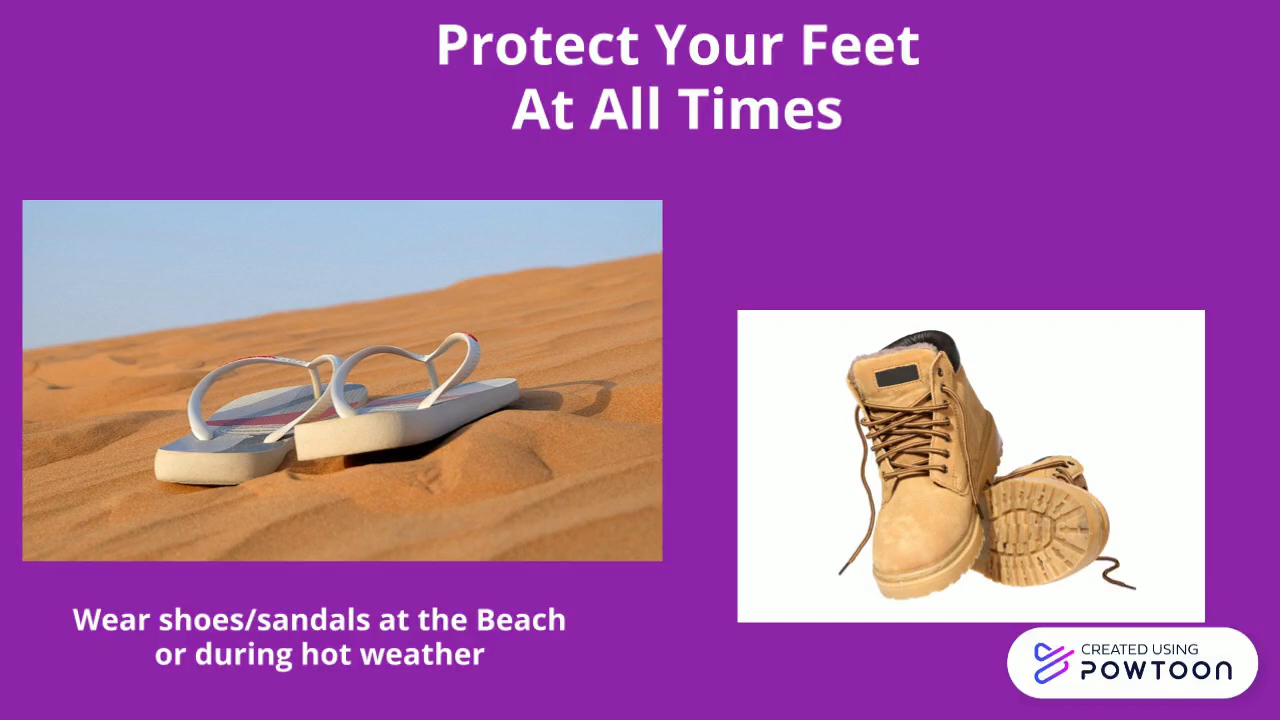 Protect Your Feet
At All Times
Wear shoes/sandals at the Beach
or during hot weather
CREATED USING
POWTOON